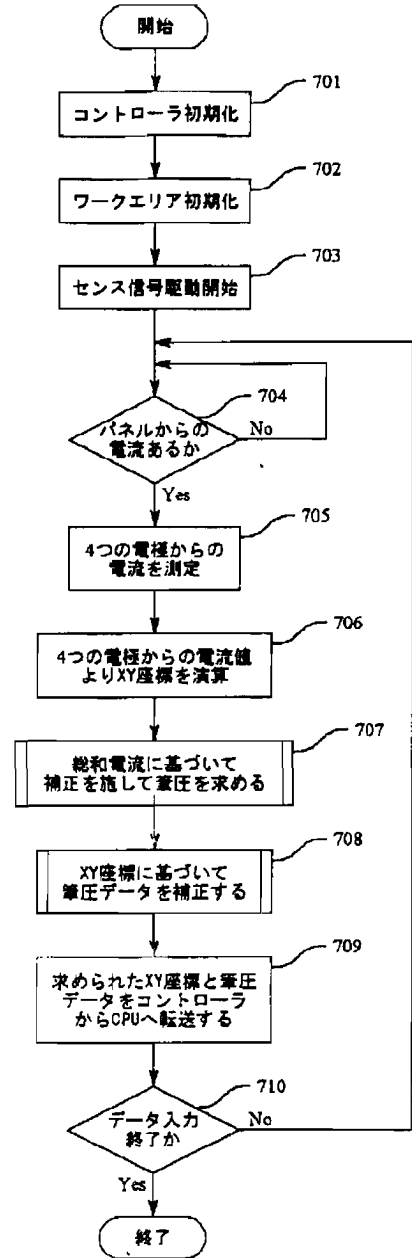 開始
701
コントローラ初期化
702
ワークエリア初期化
703
センス信号駆動開始
704
パネルからの
電流あるか
No
Yes
705
4つの電極からの
電流を測定
706
4つの電極からの電流値
よりXY座標を演算
707
総和電流に基づいて
補正を施して筆圧を求める
708
XY座標に基づいて
筆圧データを補正する
709
求められたXY座標と筆圧
データをコントローラ
からCPUへ転送する
710
データ入力
終了か
No
Yes
終了